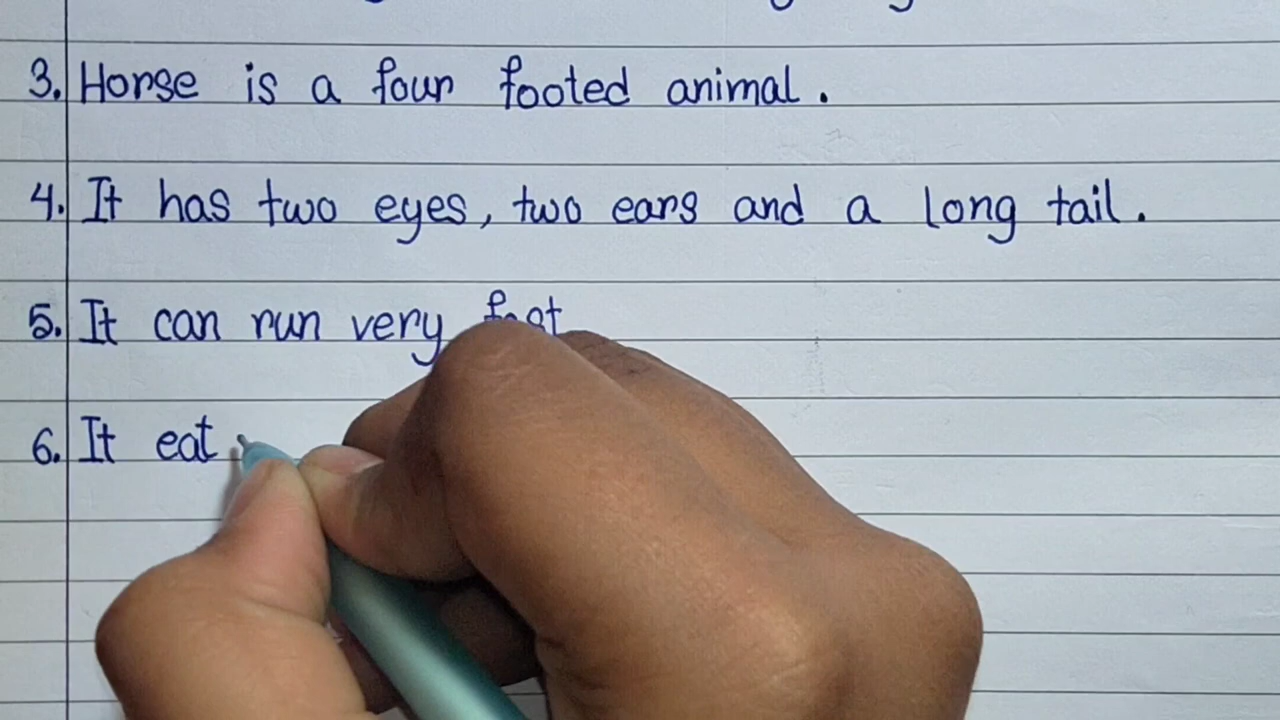 3. Horse is a four footed animal.
4. It has two eyes, two ears and a long tail.
5. It can run very fast
6. It eat